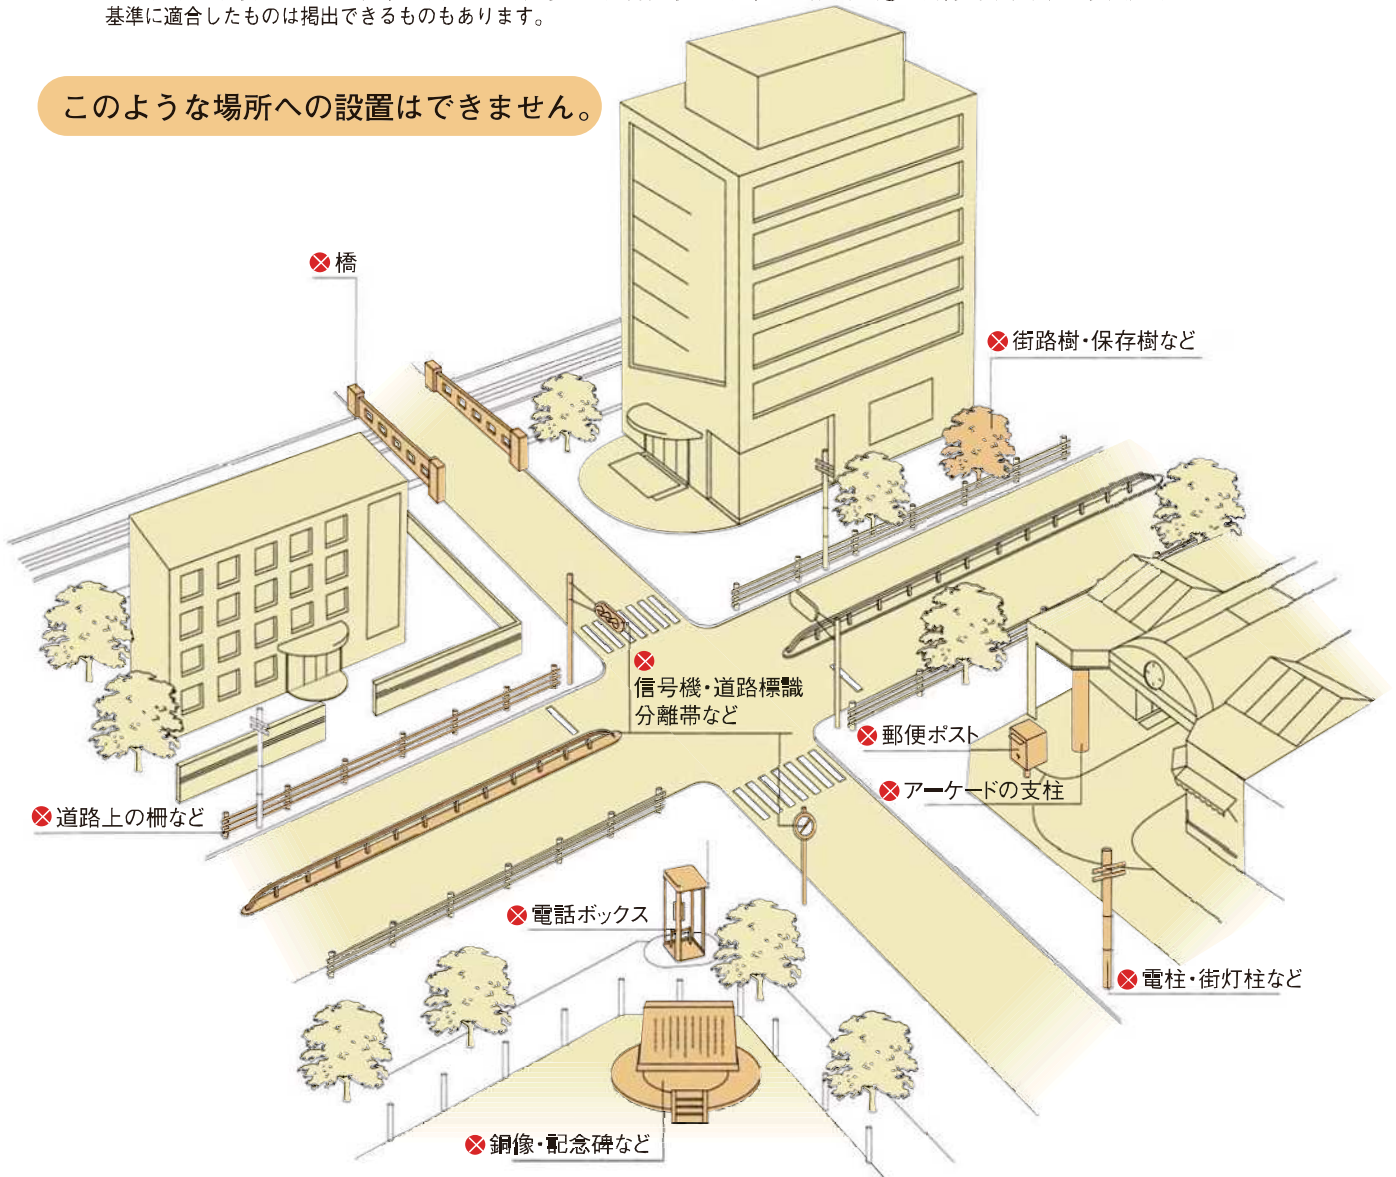 基準に適合したものは掲出できるものもあります。
このような場所への設置はできません。
橋
街路樹・保存樹など
信号機・道路標識
分離帯など
郵便ポスト
アーケードの支柱
道路上の柵など
電話ボックス
電柱・街灯柱など
銅像・記念碑など